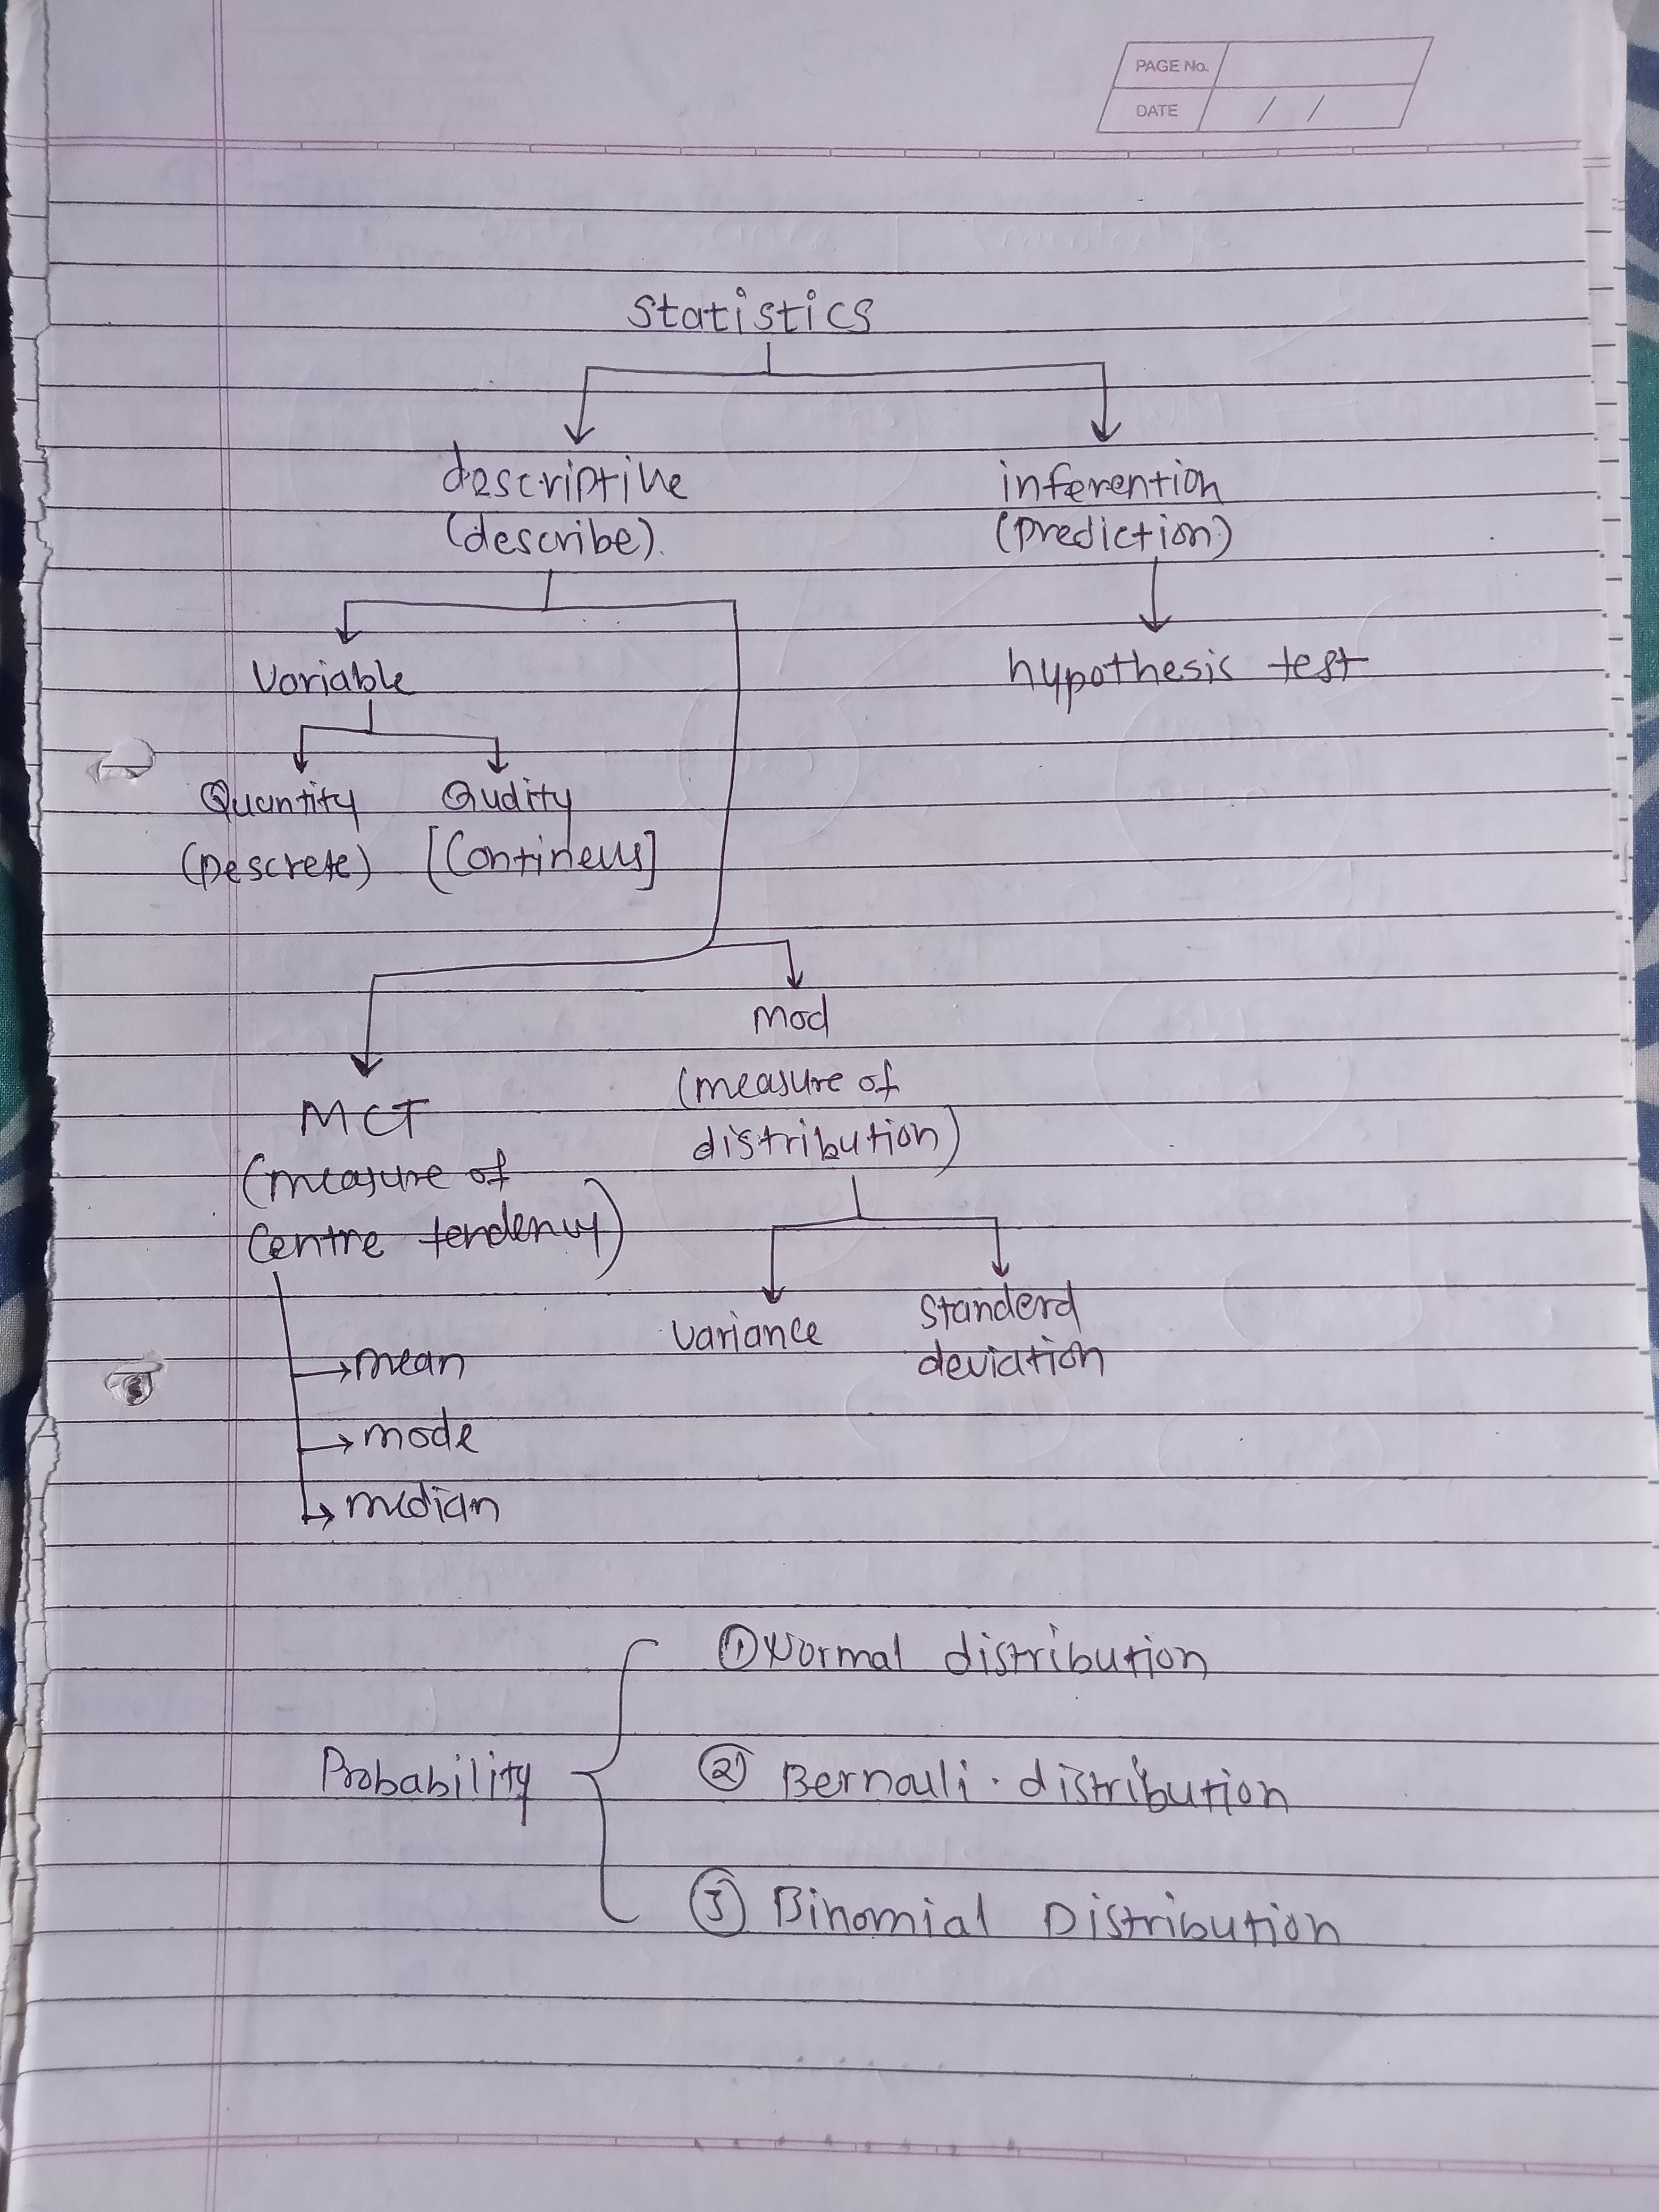 PAGE No.
DATE / /
Statistics
descriptive inferention
(describe). (prediction)
Variable hypothesis test
Quantity Qudity
(Descrete) [Contineus]
Mod
(measure of
distribution)
MCT
(measure of
Centre tendency)
Variance Standerd
deviation
mean
mode
median
① Normal distribution
Probability ② Bernouli. distribution
③ Binomial Distribution